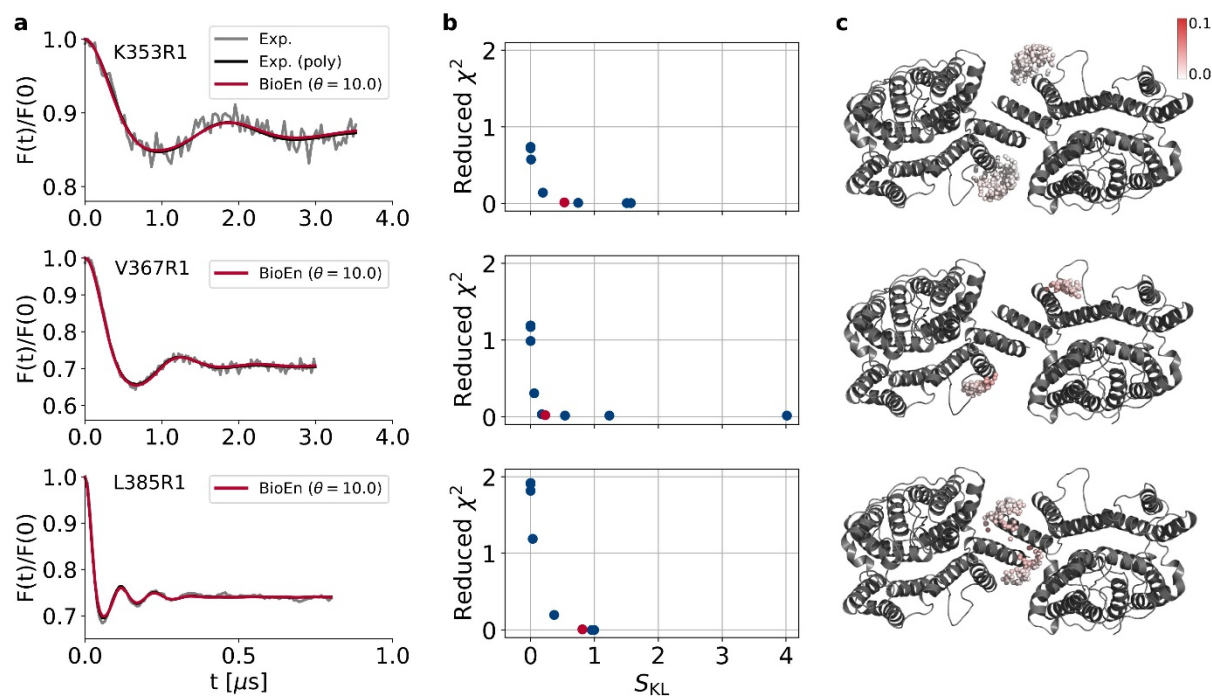 a
F(t)/F(0)
1.0
0.9
0.8
K353R1
Exp.
Exp. (poly)
BioEn (θ = 10.0)
0.0 1.0 2.0 3.0 4.0
F(t)/F(0)
1.0
0.9
0.8
0.7
0.6
V367R1
BioEn (θ = 10.0)
0.0 1.0 2.0 3.0 4.0
F(t)/F(0)
1.0
0.9
0.8
0.7
L385R1
BioEn (θ = 10.0)
0.0 0.5 1.0
t [μs]
b
Reduced χ²
2
1
0
Reduced χ²
2
1
0
Reduced χ²
2
1
0
0 1 2 3 4
S_KL
c
0.1
0.0